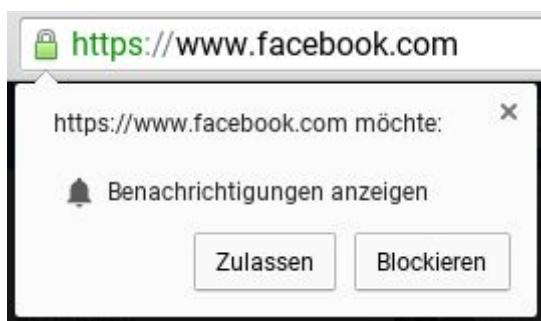 https://www.facebook.com
https://www.facebook.com möchte:
Benachrichtigungen anzeigen
Zulassen
Blockieren